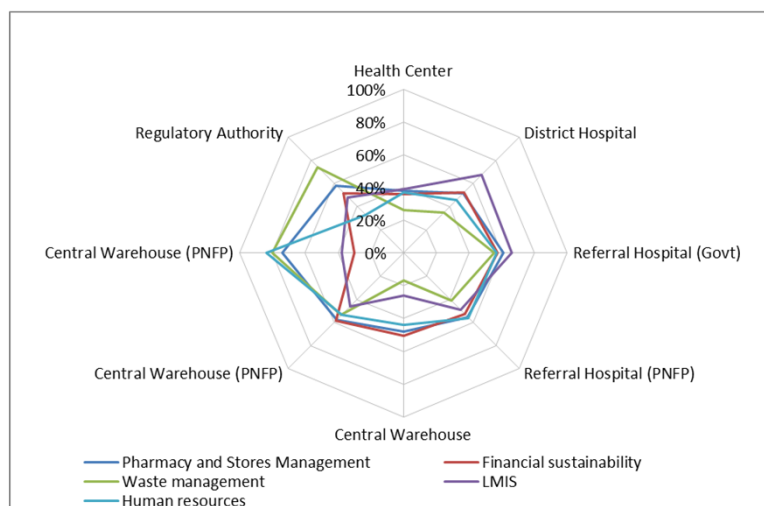 Health Center
100%
80%
Regulatory Authority
District Hospital
60%
40%
20%
Central Warehouse (PNFP)
0%
Referral Hospital (Govt)
Central Warehouse (PNFP)
Referral Hospital (PNFP)
Central Warehouse
Pharmacy and Stores Management
Financial sustainability
Waste management
LMIS
Human resources